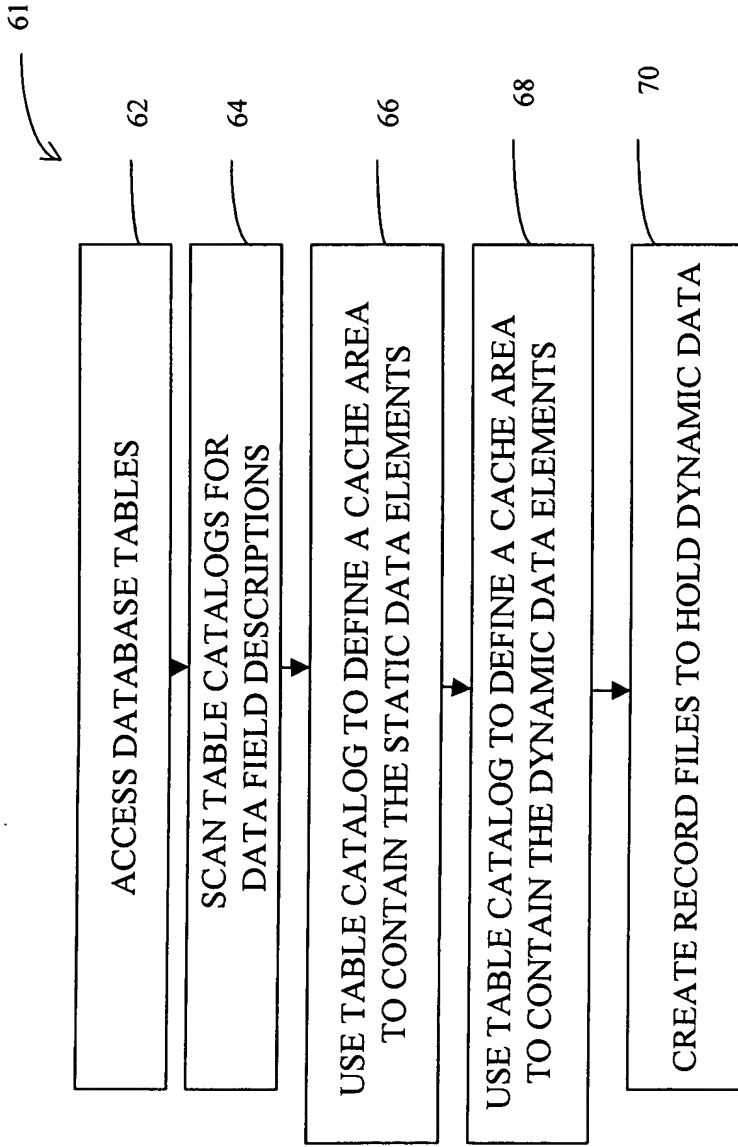 61
ACCESS DATABASE TABLES
62
SCAN TABLE CATALOGS FOR
DATA FIELD DESCRIPTIONS
64
USE TABLE CATALOG TO DEFINE A CACHE AREA
TO CONTAIN THE STATIC DATA ELEMENTS
66
USE TABLE CATALOG TO DEFINE A CACHE AREA
TO CONTAIN THE DYNAMIC DATA ELEMENTS
68
CREATE RECORD FILES TO HOLD DYNAMIC DATA
70